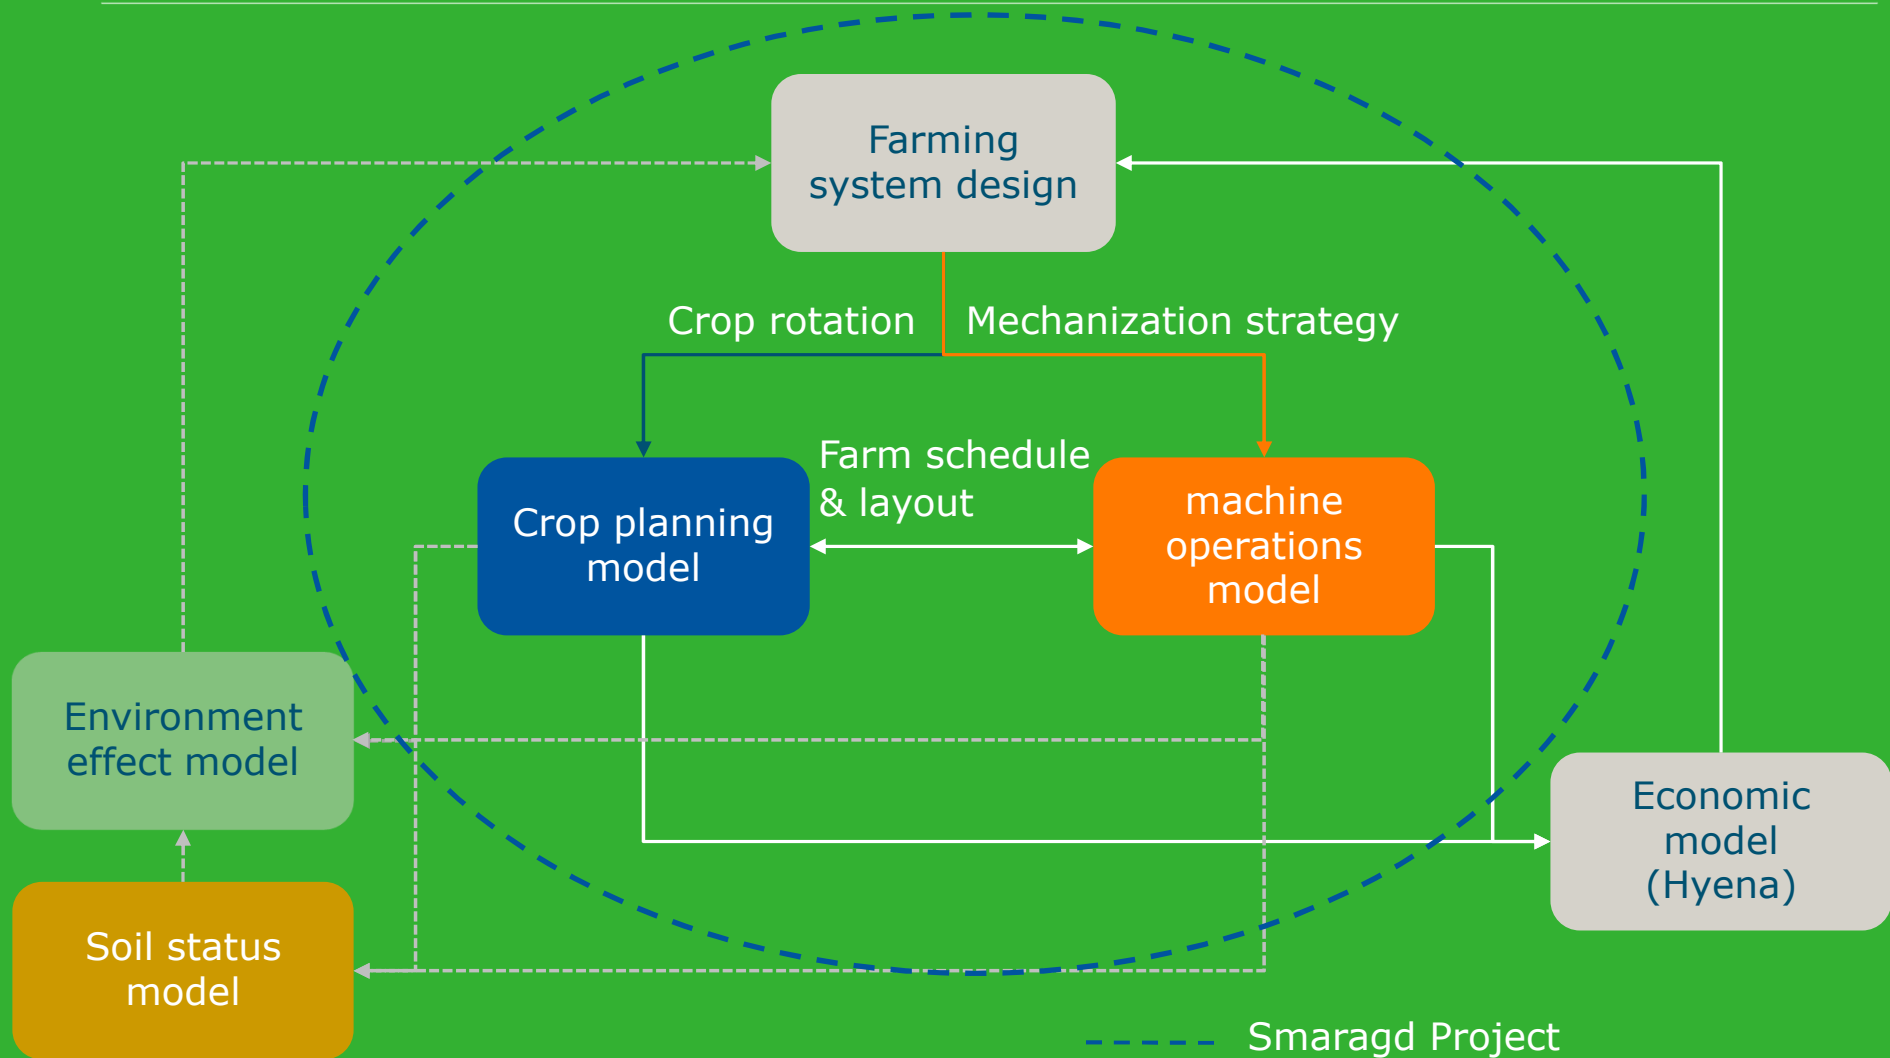 Farming
system design
Crop rotation
Mechanization strategy
Farm schedule
& layout
Crop planning
model
machine
operations
model
Environment
effect model
Economic
model
(Hyena)
Soil status
model
Smaragd Project